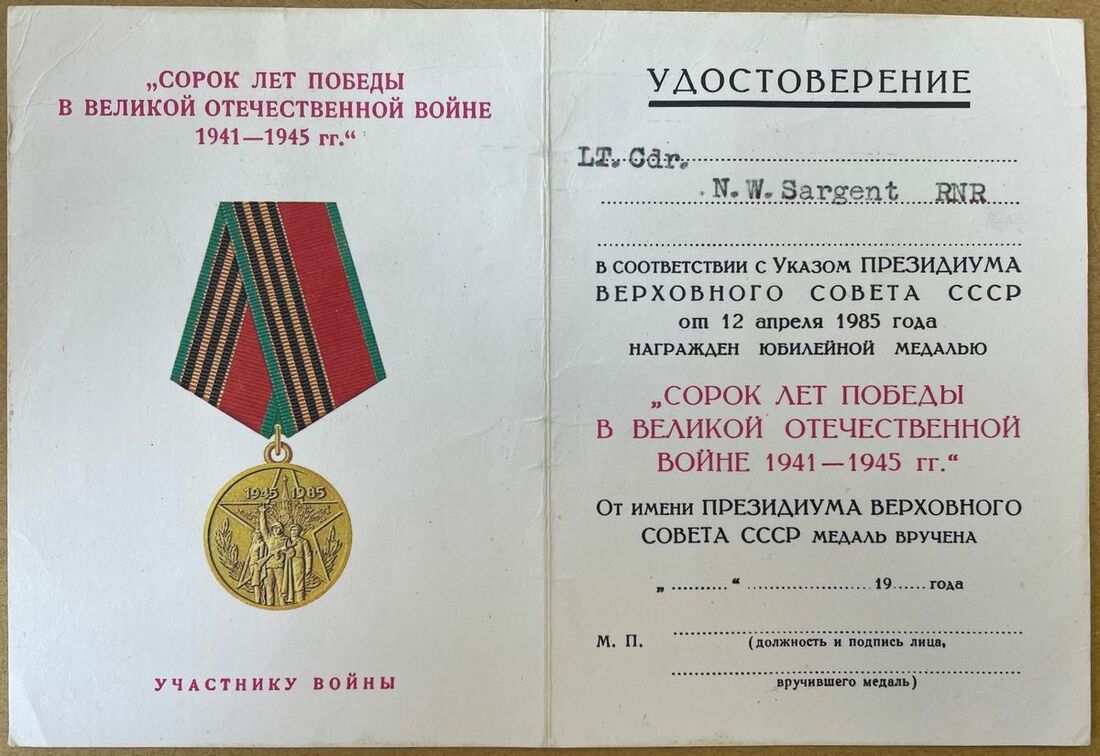 „СОРОК ЛЕТ ПОБЕДЫ
В ВЕЛИКОЙ ОТЕЧЕСТВЕННОЙ ВОЙНЕ
1941—1945 гг.“
1945 1985
УЧАСТНИКУ ВОЙНЫ
УДОСТОВЕРЕНИЕ
LT. Cdr.
N. W. Sargent RNR
В СООТВЕТСТВИИ С УКАЗОМ ПРЕЗИДИУМА
ВЕРХОВНОГО СОВЕТА СССР
от 12 апреля 1985 года
НАГРАЖДЕН ЮБИЛЕЙНОЙ МЕДАЛЬЮ
„СОРОК ЛЕТ ПОБЕДЫ
В ВЕЛИКОЙ ОТЕЧЕСТВЕННОЙ
ВОЙНЕ 1941—1945 гг.“
ОТ ИМЕНИ ПРЕЗИДИУМА ВЕРХОВНОГО
СОВЕТА СССР МЕДАЛЬ ВРУЧЕНА
„ ......... “ .................... 19 ...... года
М. П.
(должность и подпись лица,
вручившего медаль)